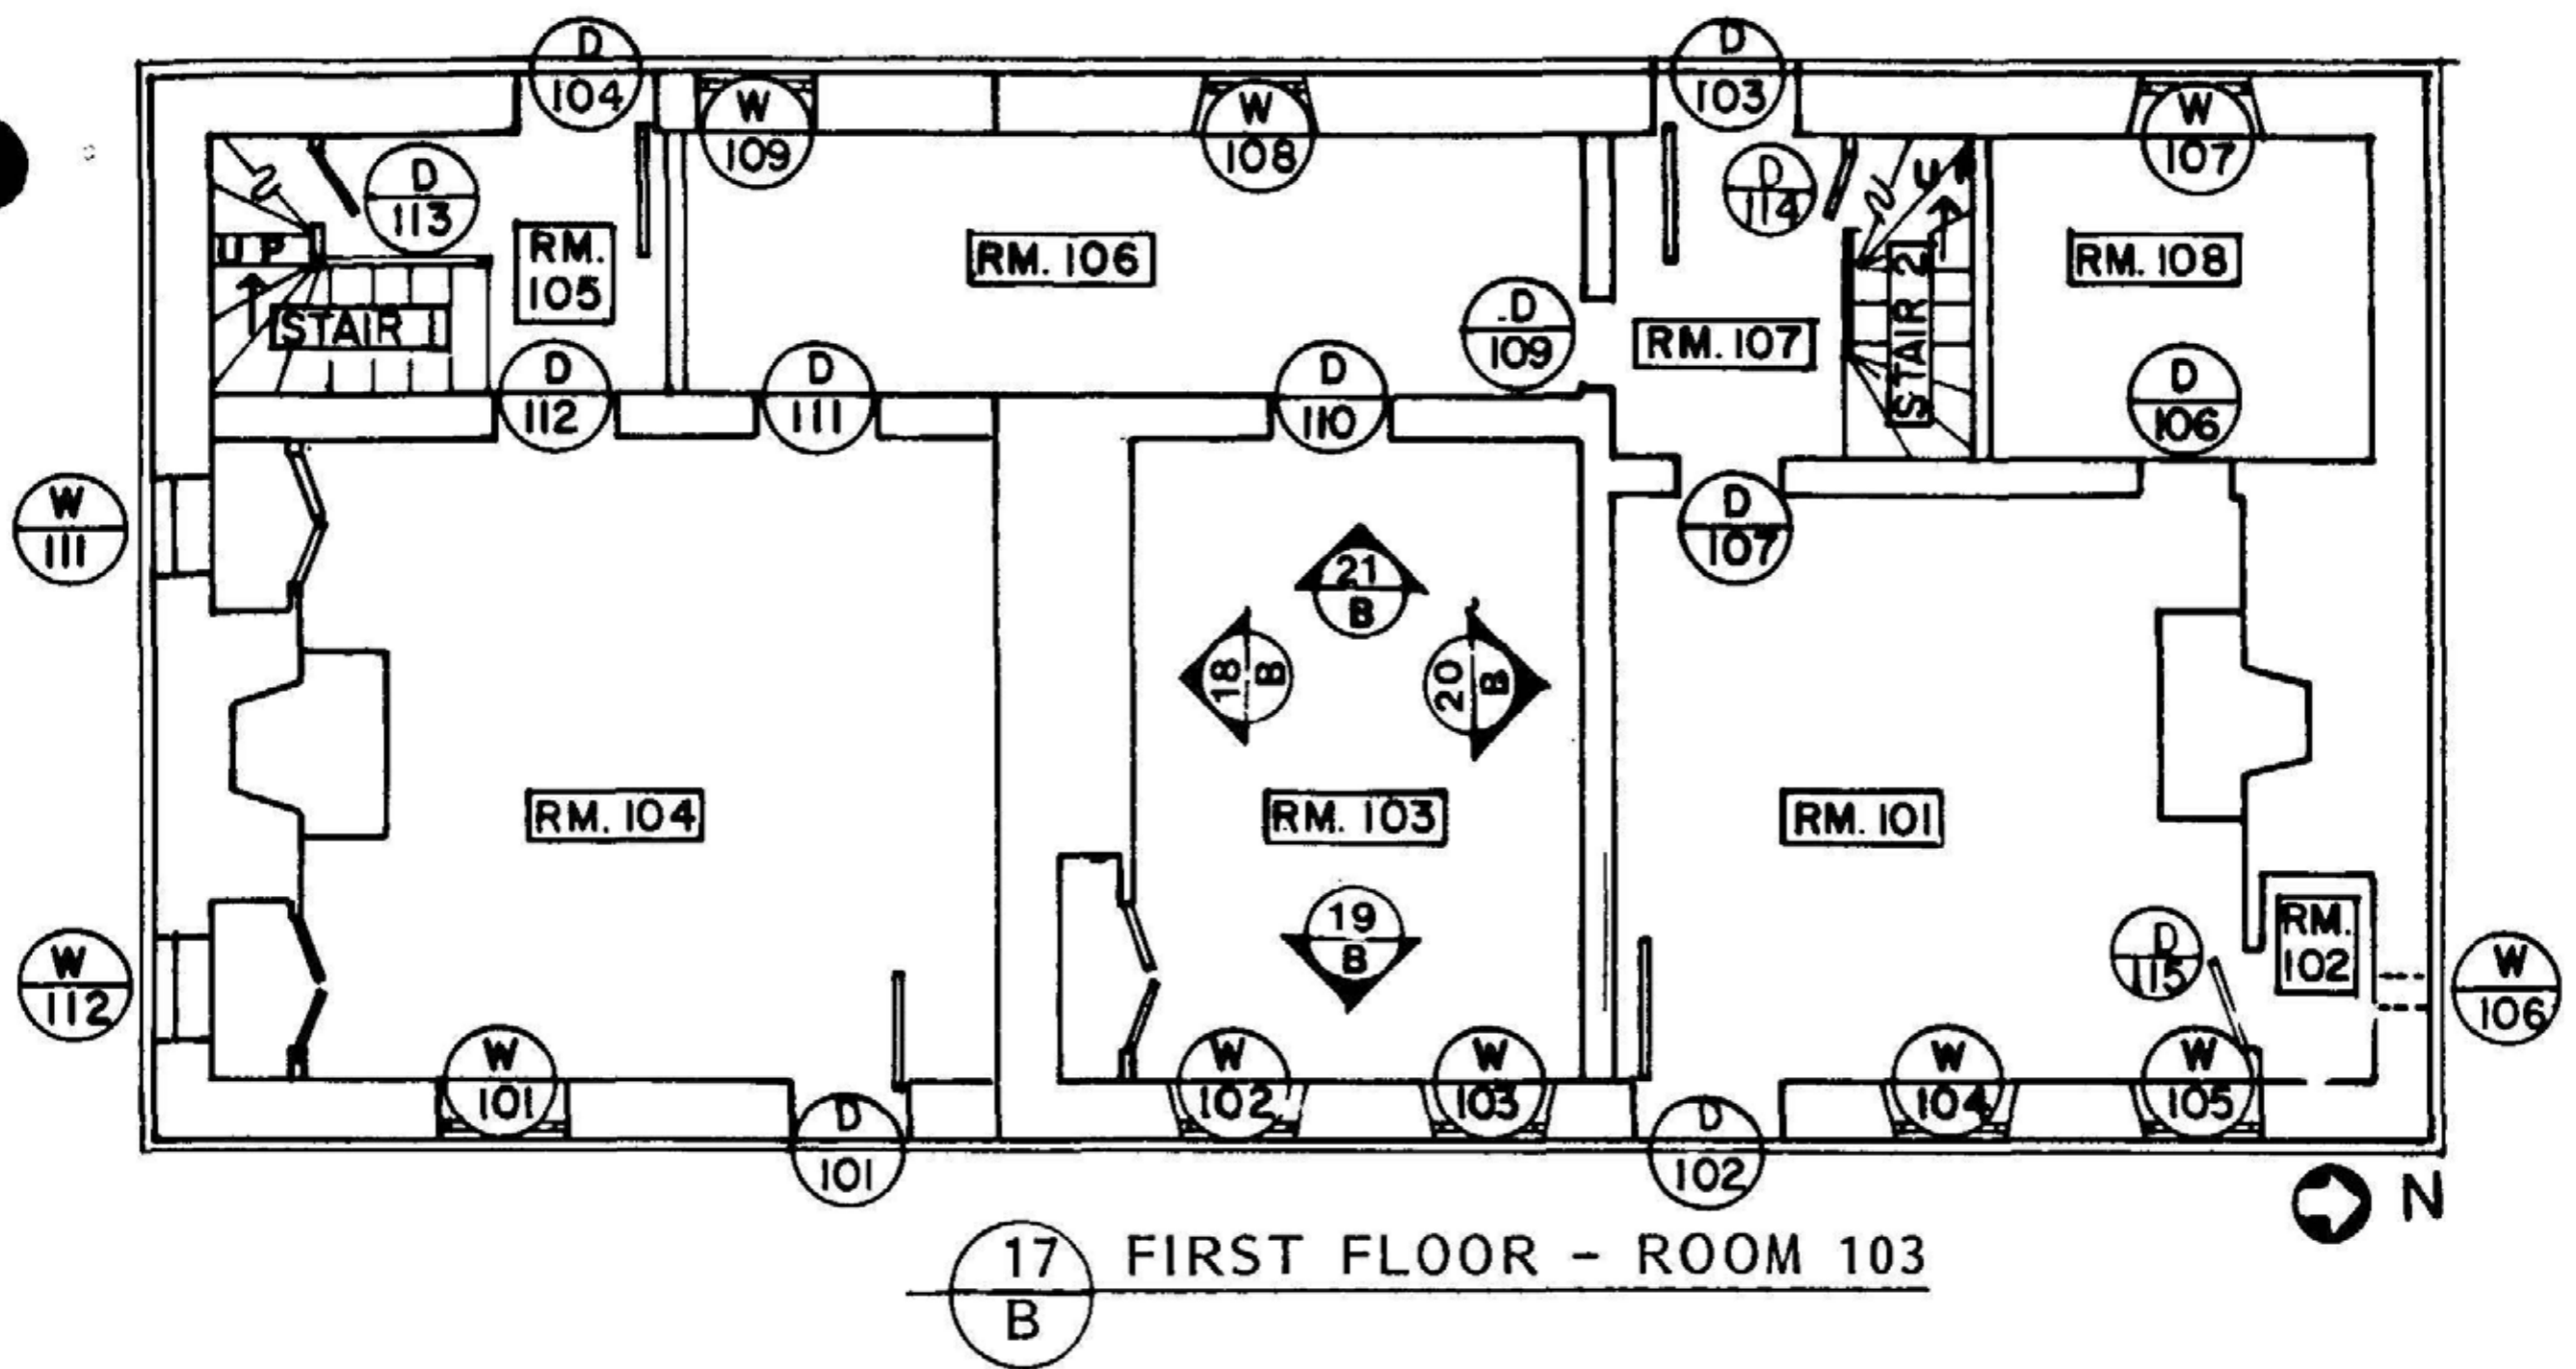 D
104
D
103
W
109
W
108
W
107
D
113
D
114
UP
UP
RM.
105
RM. 106
RM. 108
STAIR 1
STAIR 2
D
109
RM. 107
D
112
D
111
D
110
D
106
W
111
D
107
21
B
18
B
20
B
RM. 104
RM. 103
RM. 101
19
B
RM.
102
D
115
W
112
W
106
W
101
W
102
W
103
W
104
W
105
D
101
D
102
N
17
B
FIRST FLOOR - ROOM 103